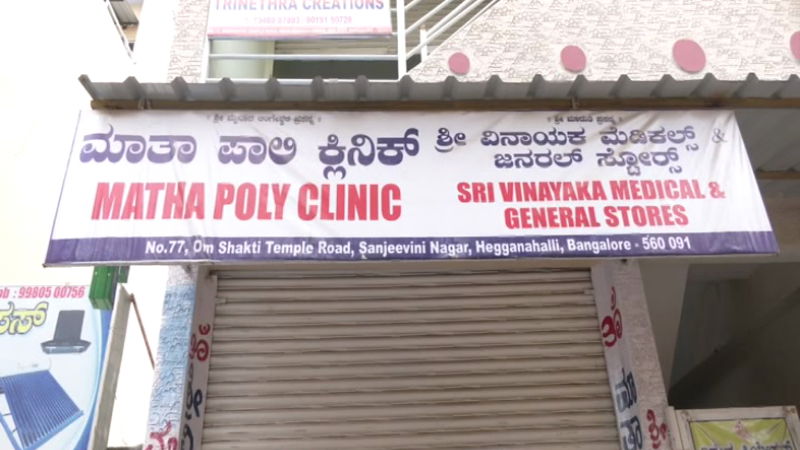 TRINETHRA CREATIONS
ಮಾತಾ ಪಾಲಿ ಕ್ಲಿನಿಕ್
MATHA POLY CLINIC
ಶ್ರೀ ವಿನಾಯಕ ಮೆಡಿಕಲ್ಸ್ &
ಜನರಲ್ ಸ್ಟೋರ್ಸ್
SRI VINAYAKA MEDICAL &
GENERAL STORES
No.77, Om Shakti Temple Road, Sanjeevini Nagar, Hegganahalli, Bangalore - 560 091
: 99805 00756